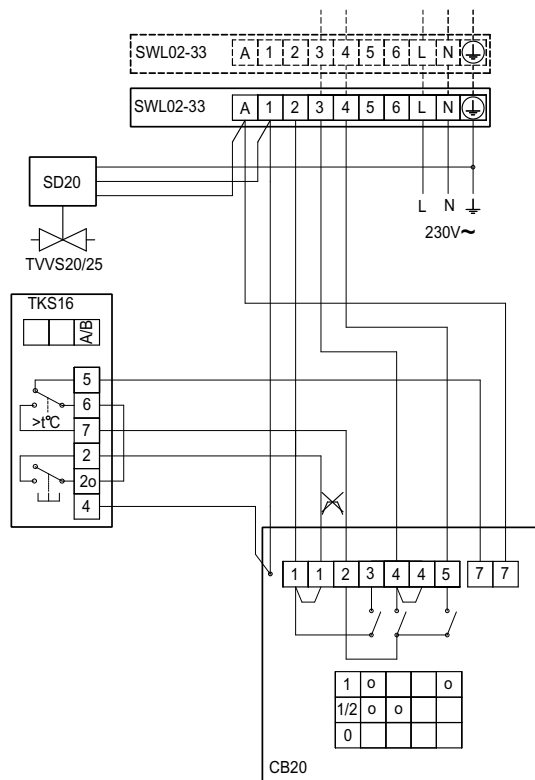 SWL02-33 A 1 2 3 4 5 6 L N
SWL02-33 A 1 2 3 4 5 6 L N
SD20
L N
230V~
TVVS20/25
TKS16
A/B
5
6
>t°C
7
2
2o
4
1 1 2 3 4 4 5 7 7
1 o o
1/2 o o
0
CB20